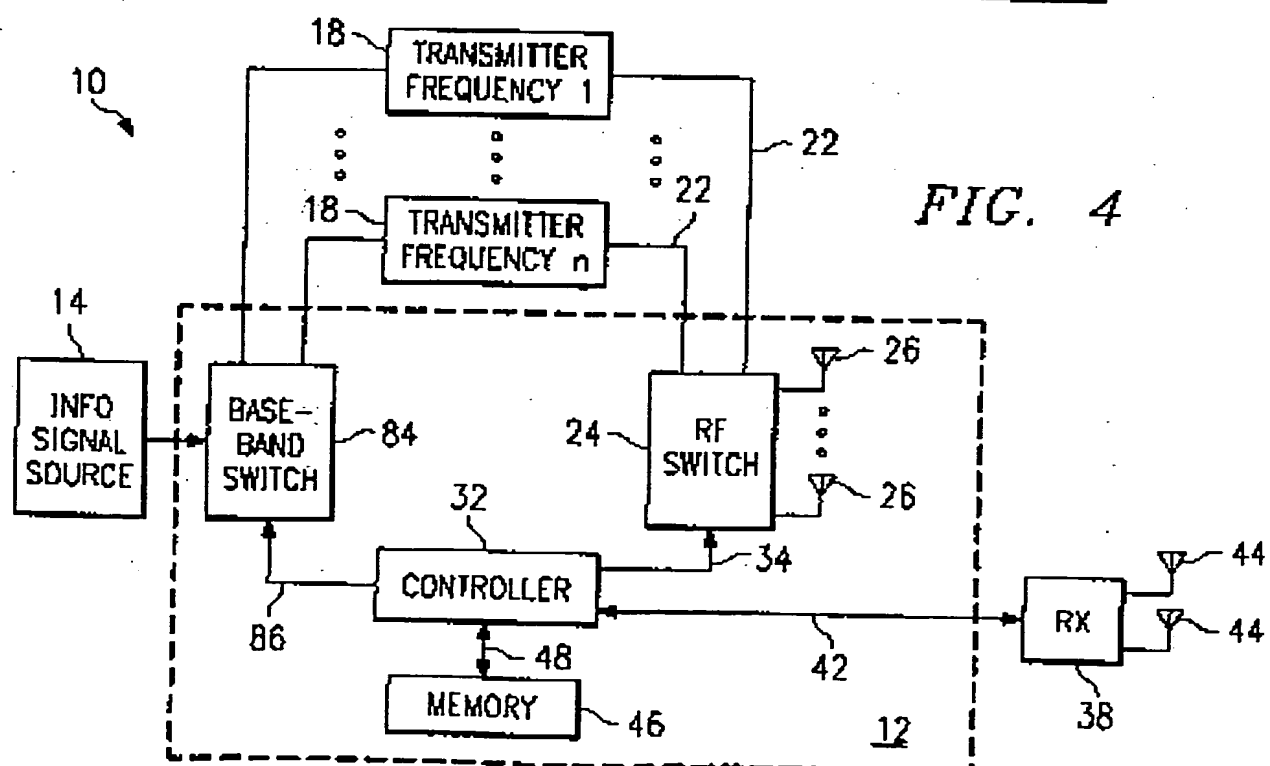 18
TRANSMITTER
FREQUENCY 1
10
22
18
TRANSMITTER
FREQUENCY n
22
FIG. 4
14
INFO
SIGNAL
SOURCE
BASE-
BAND
SWITCH
84
24
RF
SWITCH
26
26
32
CONTROLLER
34
86
48
42
RX
44
44
38
MEMORY
46
12